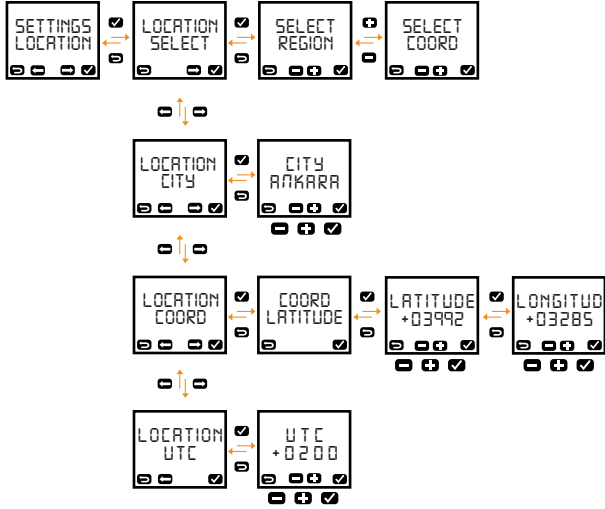 SETTINGS
LOCATION
LOCATION
SELECT
SELECT
REGION
SELECT
COORD
LOCATION
CITY
CITY
ANKARA
LOCATION
COORD
COORD
LATITUDE
LATITUDE
+03992
LONGITUD
+03285
LOCATION
UTC
UTC
+0200